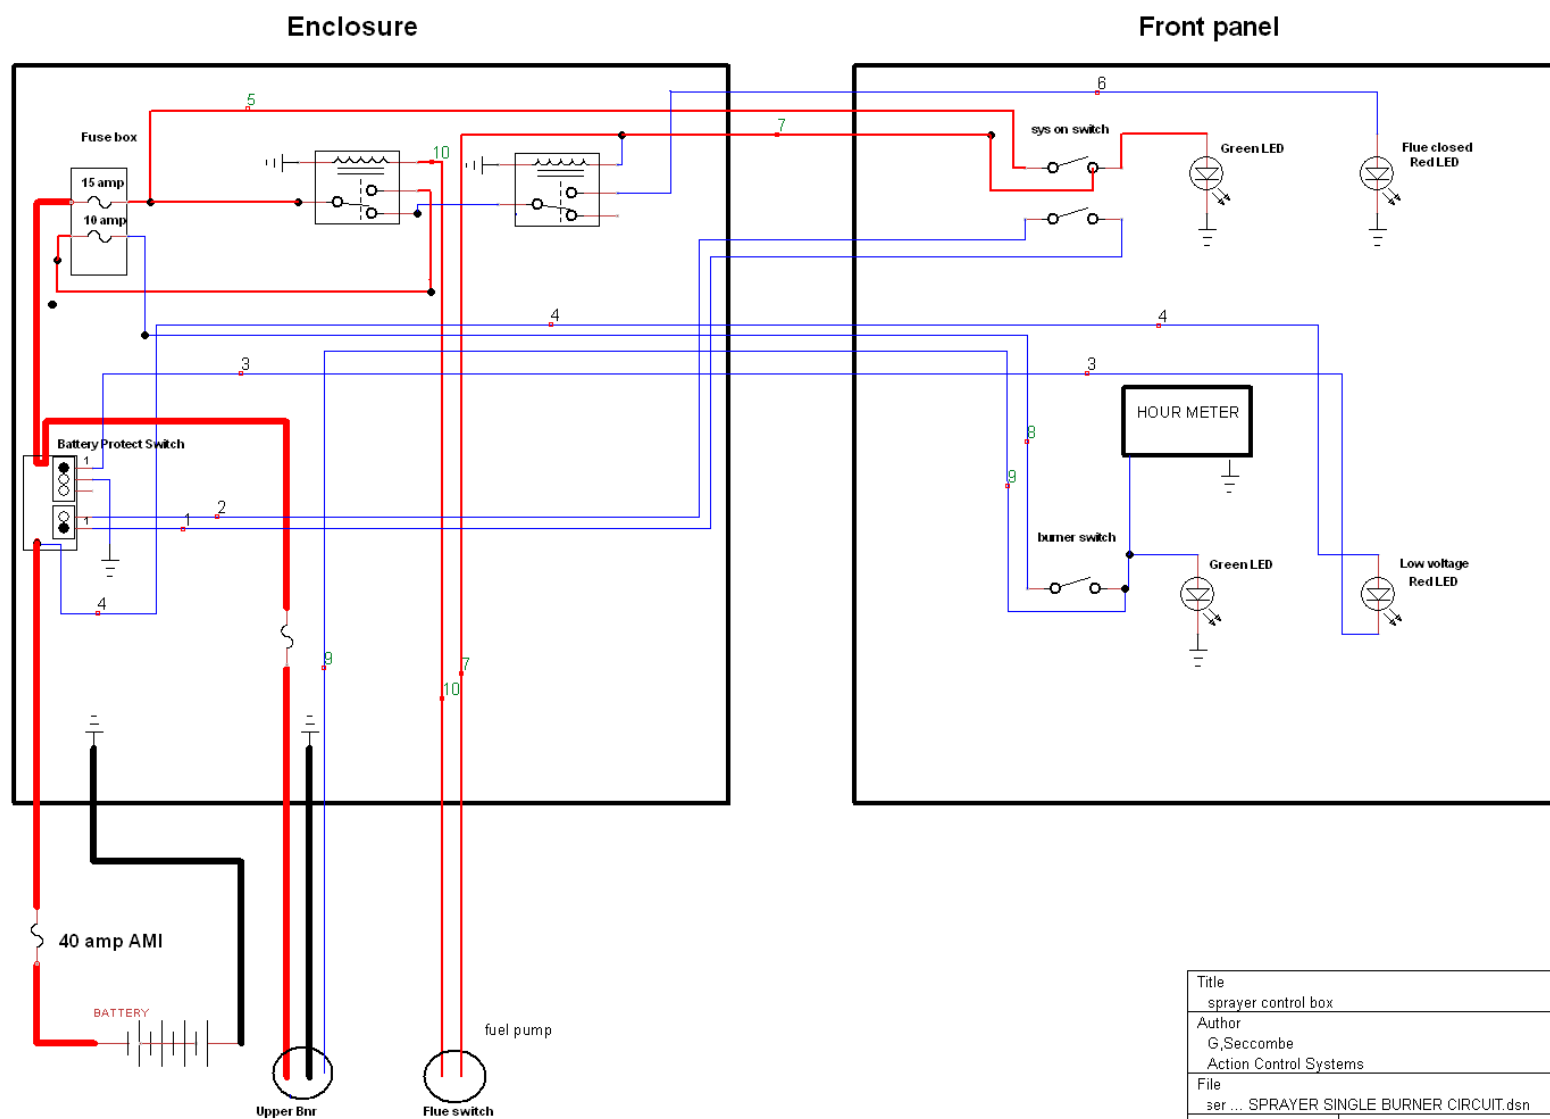 Enclosure
Front panel
5
6
7
Fuse box
sys on switch
10
Green LED
Flue closed
Red LED
15 amp
10 amp
4
4
3
3
HOUR METER
8
Battery Protect Switch
1
9
2
1
1
burner switch
Green LED
Low voltage
Red LED
4
9
7
10
40 amp AMI
BATTERY
fuel pump
Upper Bnr
Flue switch
Title
sprayer control box
Author
G,Seccombe
Action Control Systems
File
ser ... SPRAYER SINGLE BURNER CIRCUIT.dsn